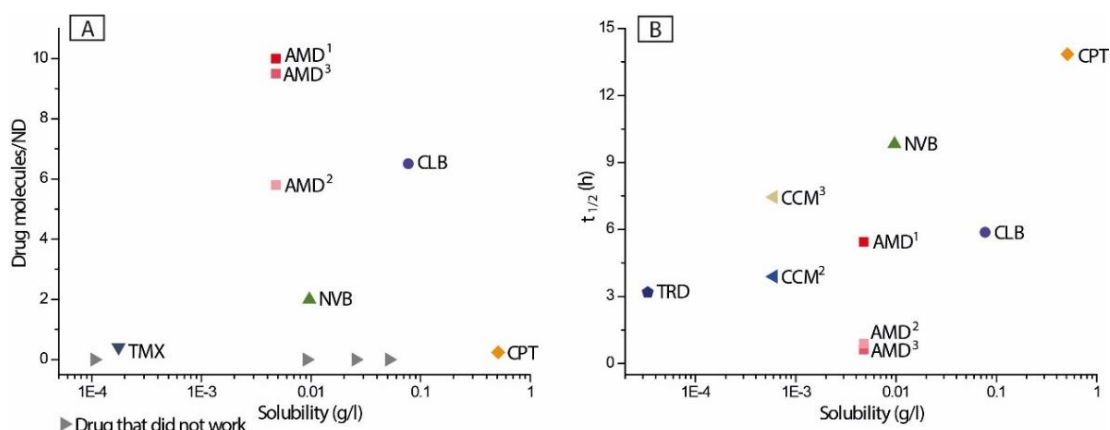 A
10
8
6
4
2
0
Drug molecules/ND
AMD¹
AMD³
AMD²
CLB
NVB
TMX
CPT
1E-4
1E-3
0.01
0.1
1
Solubility (g/l)
Drug that did not work
B
15
12
9
6
3
0
t1/2 (h)
CPT
NVB
CCM³
CLB
AMD¹
CCM²
TRD
AMD²
AMD³
1E-4
1E-3
0.01
0.1
1
Solubility (g/l)